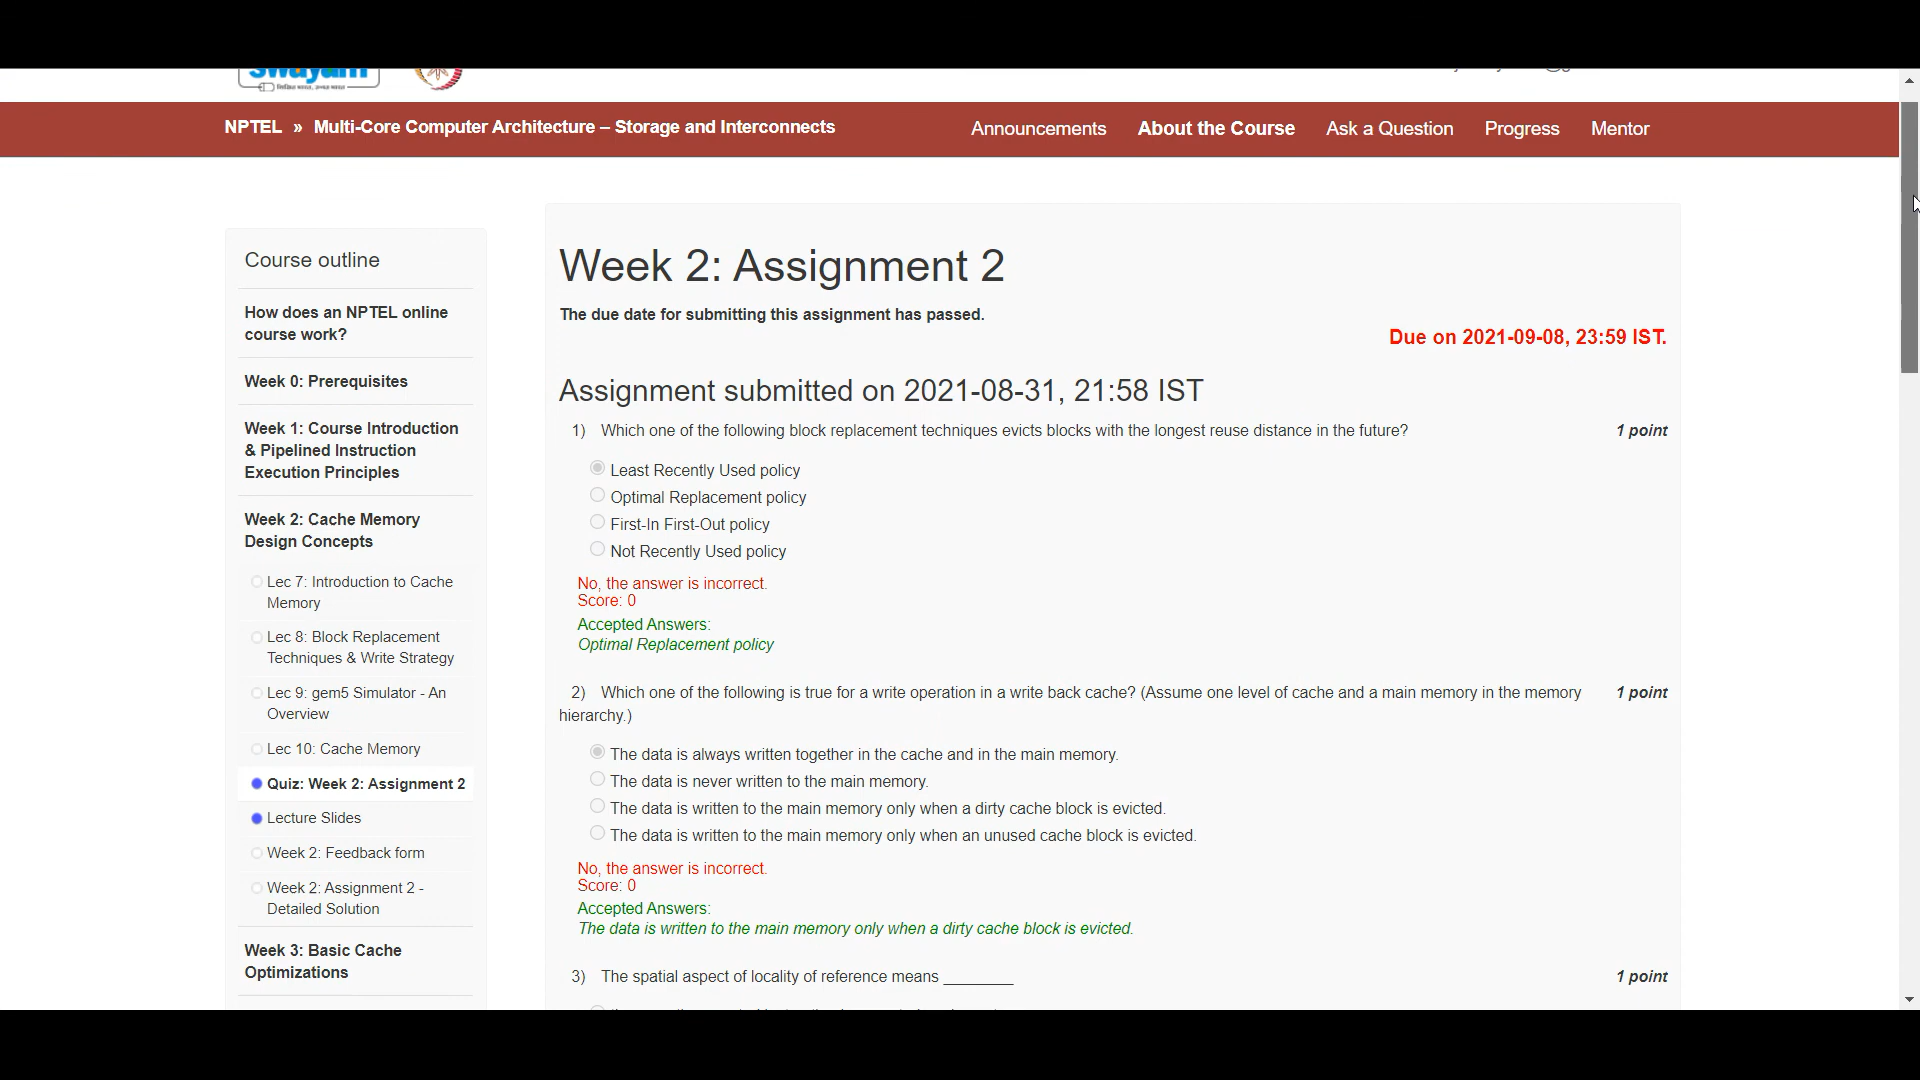 swayam
NPTEL » Multi-Core Computer Architecture – Storage and Interconnects
Announcements
About the Course
Ask a Question
Progress
Mentor
Course outline
How does an NPTEL online
course work?
Week 0: Prerequisites
Week 1: Course Introduction
& Pipelined Instruction
Execution Principles
Week 2: Cache Memory
Design Concepts
Lec 7: Introduction to Cache
Memory
Lec 8: Block Replacement
Techniques & Write Strategy
Lec 9: gem5 Simulator - An
Overview
Lec 10: Cache Memory
Quiz: Week 2: Assignment 2
Lecture Slides
Week 2: Feedback form
Week 2: Assignment 2 -
Detailed Solution
Week 3: Basic Cache
Optimizations
Week 2: Assignment 2
The due date for submitting this assignment has passed.
Due on 2021-09-08, 23:59 IST.
Assignment submitted on 2021-08-31, 21:58 IST
1) Which one of the following block replacement techniques evicts blocks with the longest reuse distance in the future? 1 point
Least Recently Used policy
Optimal Replacement policy
First-In First-Out policy
Not Recently Used policy
No, the answer is incorrect.
Score: 0
Accepted Answers:
Optimal Replacement policy
2) Which one of the following is true for a write operation in a write back cache? (Assume one level of cache and a main memory in the memory 1 point
hierarchy.)
The data is always written together in the cache and in the main memory.
The data is never written to the main memory.
The data is written to the main memory only when a dirty cache block is evicted.
The data is written to the main memory only when an unused cache block is evicted.
No, the answer is incorrect.
Score: 0
Accepted Answers:
The data is written to the main memory only when a dirty cache block is evicted.
3) The spatial aspect of locality of reference means ________ 1 point